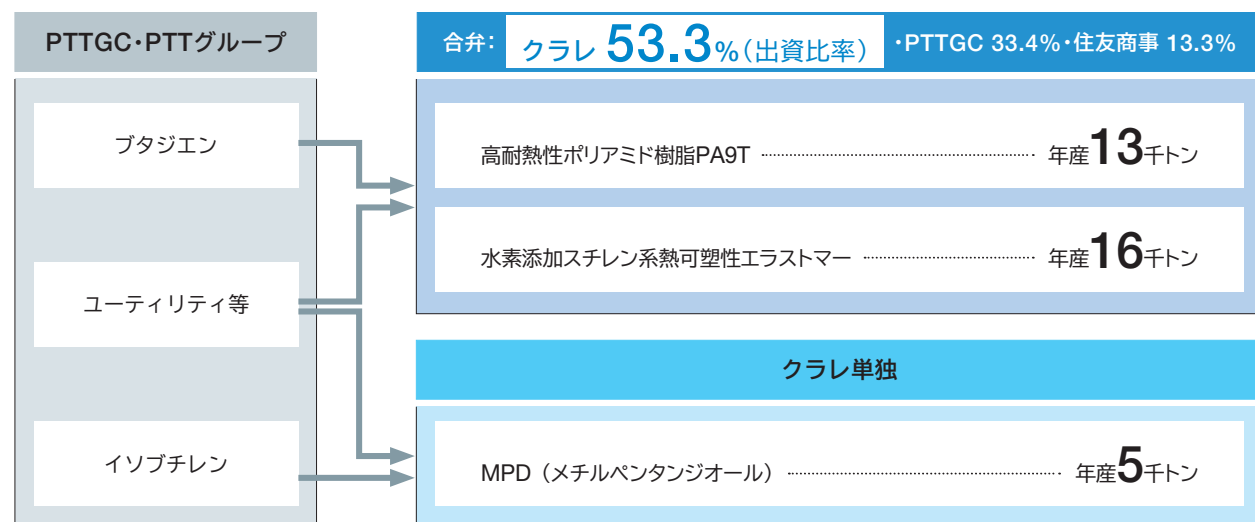 PTTGC・PTTグループ
合弁： クラレ 53.3%（出資比率） ・PTTGC 33.4%・住友商事 13.3%
ブタジエン
高耐熱性ポリアミド樹脂PA9T 年産13千トン
水素添加スチレン系熱可塑性エラストマー 年産16千トン
ユーティリティ等
クラレ単独
イソブチレン
MPD（メチルペンタンジオール） 年産5千トン